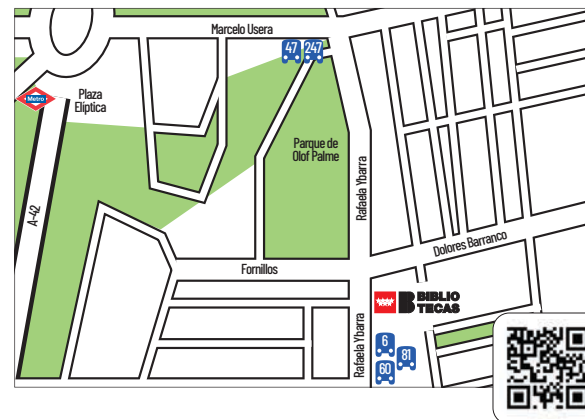 Marcelo Usera
47
247
Metro
Plaza
Elíptica
Parque de
Olof Palme
Rafaela Ybarra
A-42
Dolores Barranco
Fornillos
BIBLIO
TECAS
Rafaela Ybarra
6
81
60